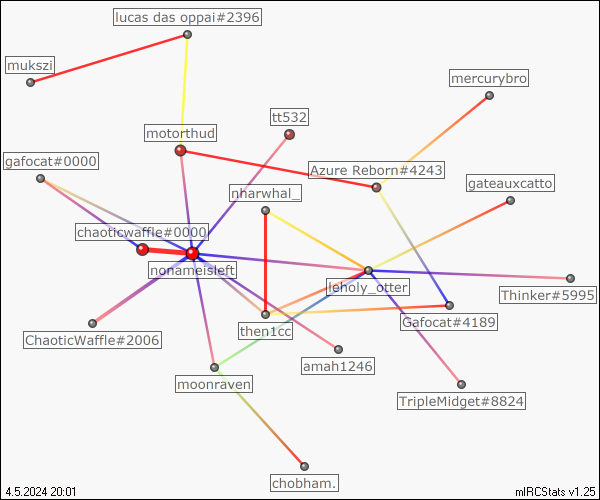 lucas das oppai#2396
mukszi
mercurybro
tt532
motorthud
gafocat#0000
Azure Reborn#4243
nharwhal_
gateauxcatto
chaoticwaffle#0000
nonameisleft
leholy_otter
Thinker#5995
then1cc
Gafocat#4189
ChaoticWaffle#2006
amah1246
moonraven
TripleMidget#8824
chobham.
4.5.2024 20:01
mIRCStats v1.25